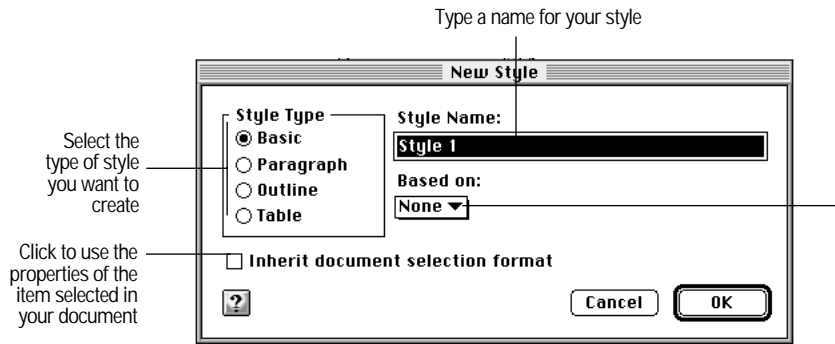 Type a name for your style
New Style
Style Type
Basic
Paragraph
Outline
Table
Style Name:
Style 1
Based on:
None
Select the
type of style
you want to
create
Click to use the
properties of the
item selected in
your document
Inherit document selection format
?
Cancel
OK